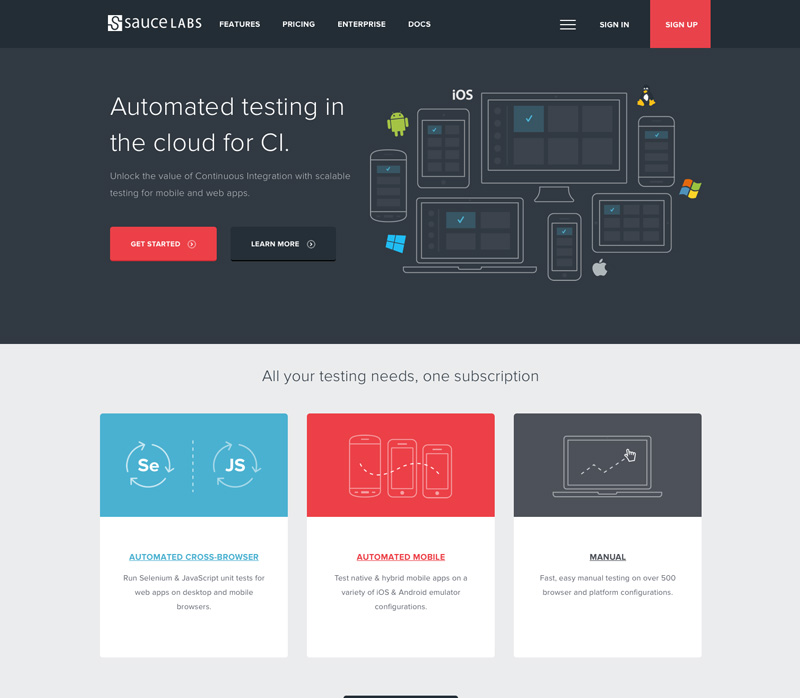 SAUCE LABS
FEATURES
PRICING
ENTERPRISE
DOCS
SIGN IN
SIGN UP
Automated testing in
the cloud for CI.
Unlock the value of Continuous Integration with scalable
testing for mobile and web apps.
GET STARTED
LEARN MORE
iOS
All your testing needs, one subscription
Se
JS
AUTOMATED CROSS-BROWSER
Run Selenium & JavaScript unit tests for
web apps on desktop and mobile
browsers.
AUTOMATED MOBILE
Test native & hybrid mobile apps on a
variety of iOS & Android emulator
configurations.
MANUAL
Fast, easy manual testing on over 500
browser and platform configurations.